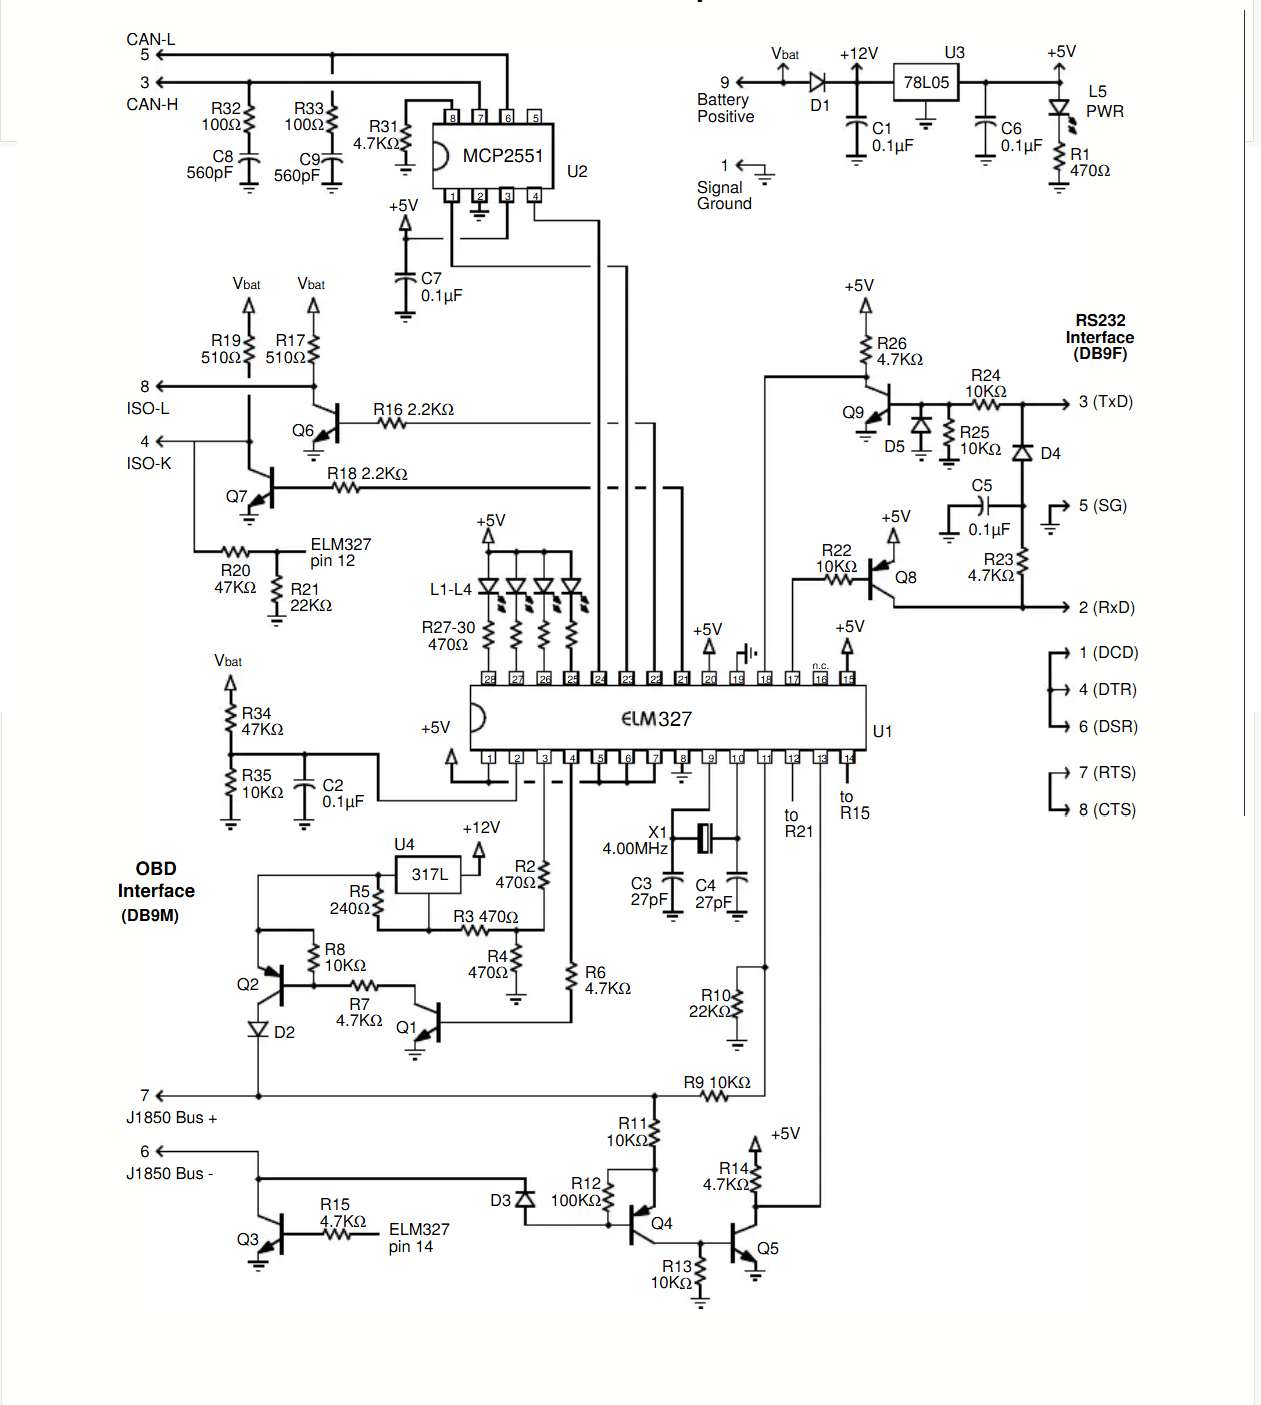 CAN-L
5
3
CAN-H
R32
100Ω
R33
100Ω
C8
560pF
C9
560pF
R31
4.7KΩ
8
7
6
5
MCP2551
U2
1
2
3
4
+5V
C7
0.1µF
Vbat
+12V
U3
+5V
9
Battery
Positive
D1
78L05
L5
PWR
C1
0.1µF
C6
0.1µF
R1
470Ω
1
Signal
Ground
Vbat
Vbat
R19
510Ω
R17
510Ω
8
ISO-L
4
ISO-K
Q6
R16 2.2KΩ
Q7
R18 2.2KΩ
R20
47KΩ
ELM327
pin 12
R21
22KΩ
+5V
L1-L4
R27-30
470Ω
+5V
R26
4.7KΩ
RS232
Interface
(DB9F)
R24
10KΩ
3 (TxD)
Q9
D5
R25
10KΩ
D4
C5
0.1µF
5 (SG)
+5V
R22
10KΩ
Q8
R23
4.7KΩ
2 (RxD)
1 (DCD)
4 (DTR)
6 (DSR)
7 (RTS)
8 (CTS)
+5V
+5V
n.c.
28
27
26
25
24
23
22
21
20
19
18
17
16
15
ELM327
U1
+5V
1
2
3
4
5
6
7
8
9
10
11
12
13
14
Vbat
R34
47KΩ
R35
10KΩ
C2
0.1µF
to
R21
to
R15
X1
4.00MHz
C3
27pF
C4
27pF
OBD
Interface
(DB9M)
U4
+12V
317L
R5
240Ω
R2
470Ω
R3 470Ω
R4
470Ω
R8
10KΩ
Q2
R7
4.7KΩ
Q1
R6
4.7KΩ
D2
R10
22KΩ
7
J1850 Bus +
R9 10KΩ
6
J1850 Bus -
R11
10KΩ
+5V
R14
4.7KΩ
D3
R12
100KΩ
Q4
R15
4.7KΩ
Q3
ELM327
pin 14
Q5
R13
10KΩ